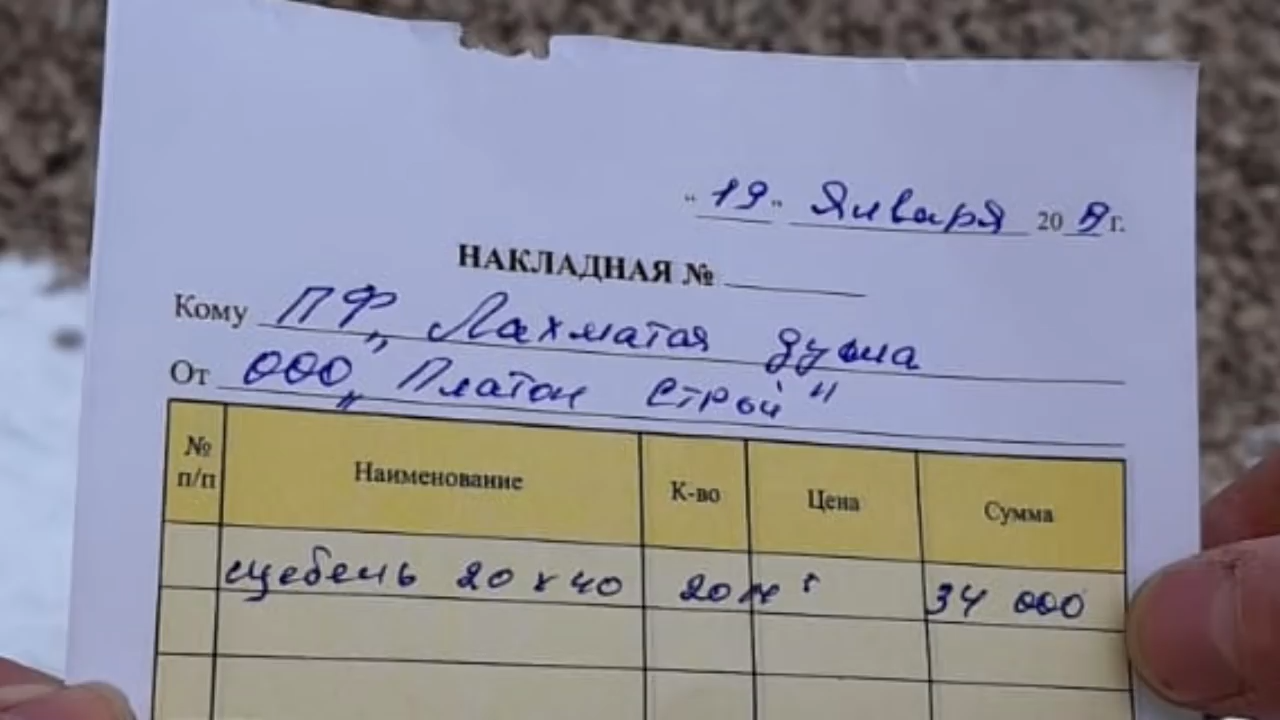 "19" Января 20 г.
НАКЛАДНАЯ №
Кому ПФ „Лахматая душа
От ООО „Платон Строй"
№ п/п Наименование К-во Цена Сумма
щебень 20х40 20м³ 34 000